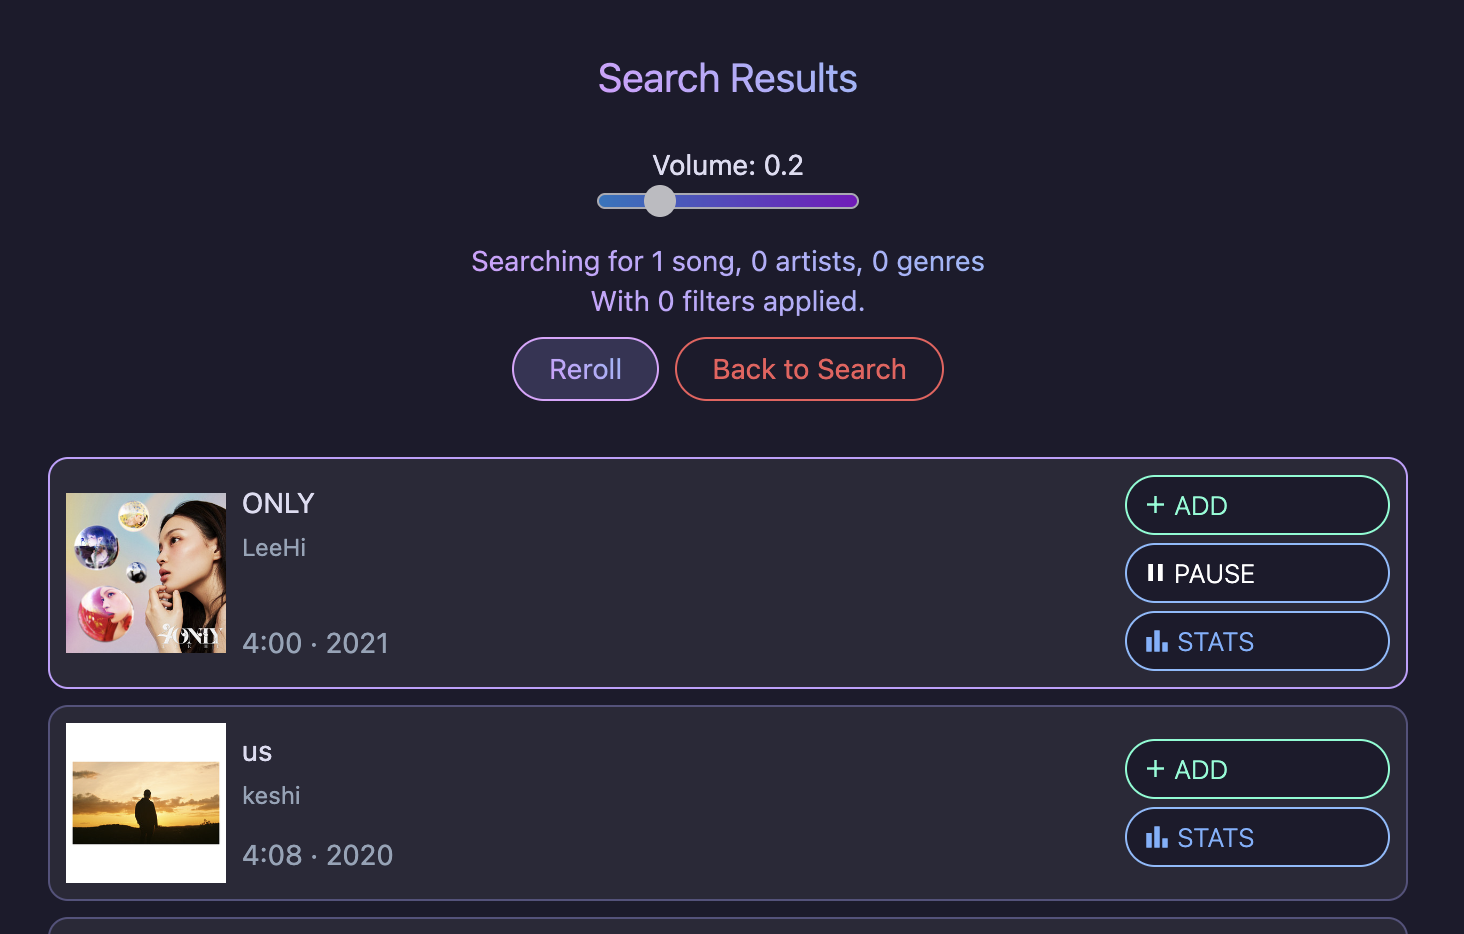 Search Results
Volume: 0.2
Searching for 1 song, 0 artists, 0 genres
With 0 filters applied.
Reroll
Back to Search
ONLY
LeeHi
4:00 · 2021
ONLY
+ ADD
PAUSE
STATS
us
keshi
4:08 · 2020
+ ADD
STATS